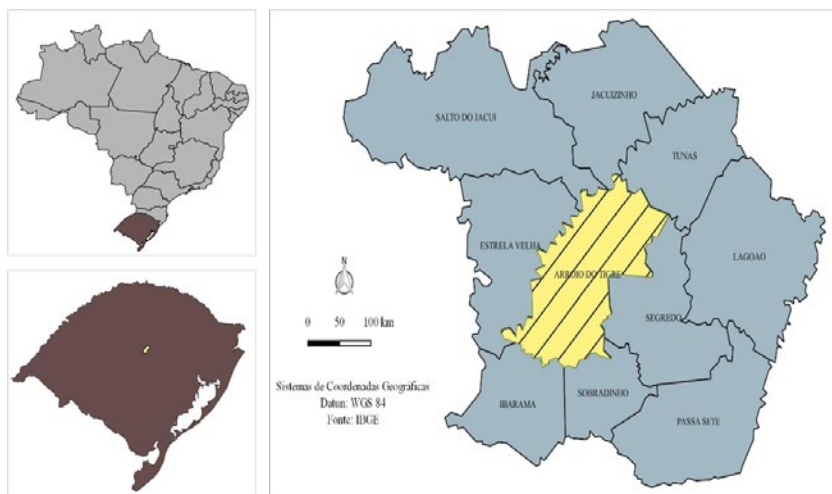 JACUIZINHO
SALTO DO JACUI
TUNAS
ESTRELA VELHA
LAGOAO
ARROIO DO TIGRE
N
0 50 100 km
SEGREDO
Sistemas de Coordenadas Geográficas
Datun: WGS 84
Fonte: IBGE
IBARAMA
SOBRADINHO
PASSA SETE